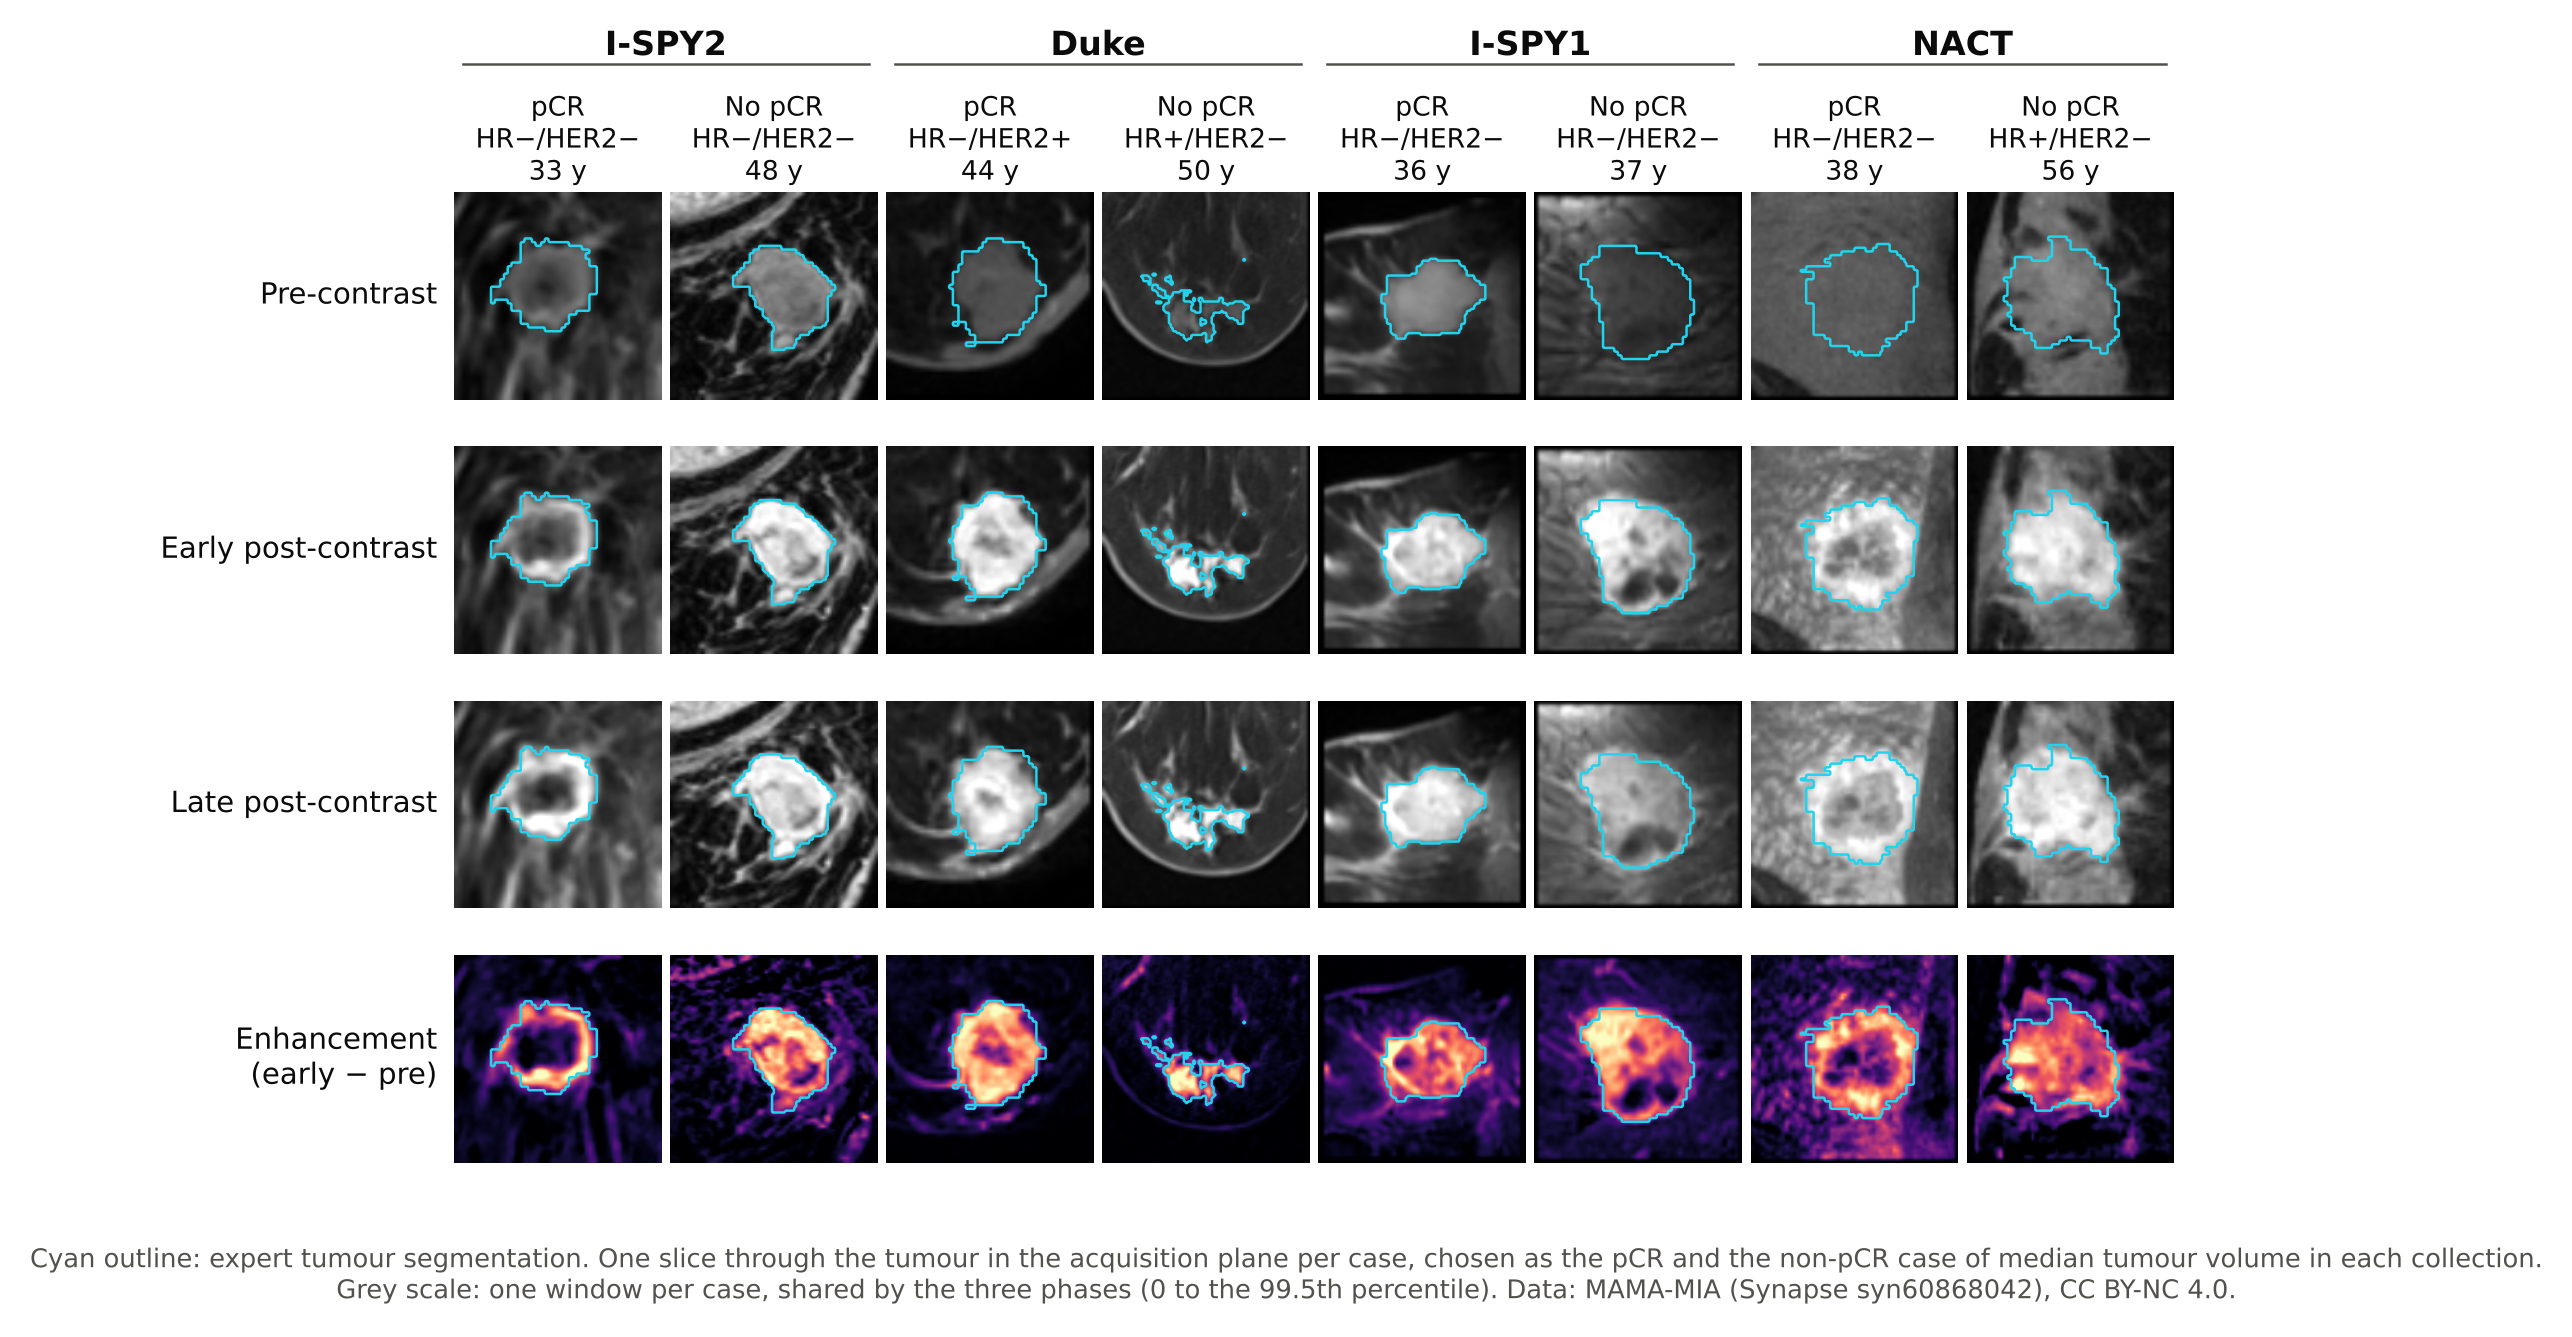 I-SPY2 Duke I-SPY1 NACT
pCR No pCR pCR No pCR pCR No pCR pCR No pCR
HR−/HER2− HR−/HER2− HR−/HER2+ HR+/HER2− HR−/HER2− HR−/HER2− HR−/HER2− HR+/HER2−
33 y 48 y 44 y 50 y 36 y 37 y 38 y 56 y
Pre-contrast
Early post-contrast
Late post-contrast
Enhancement
(early − pre)
Cyan outline: expert tumour segmentation. One slice through the tumour in the acquisition plane per case, chosen as the pCR and the non-pCR case of median tumour volume in each collection.
Grey scale: one window per case, shared by the three phases (0 to the 99.5th percentile). Data: MAMA-MIA (Synapse syn60868042), CC BY-NC 4.0.